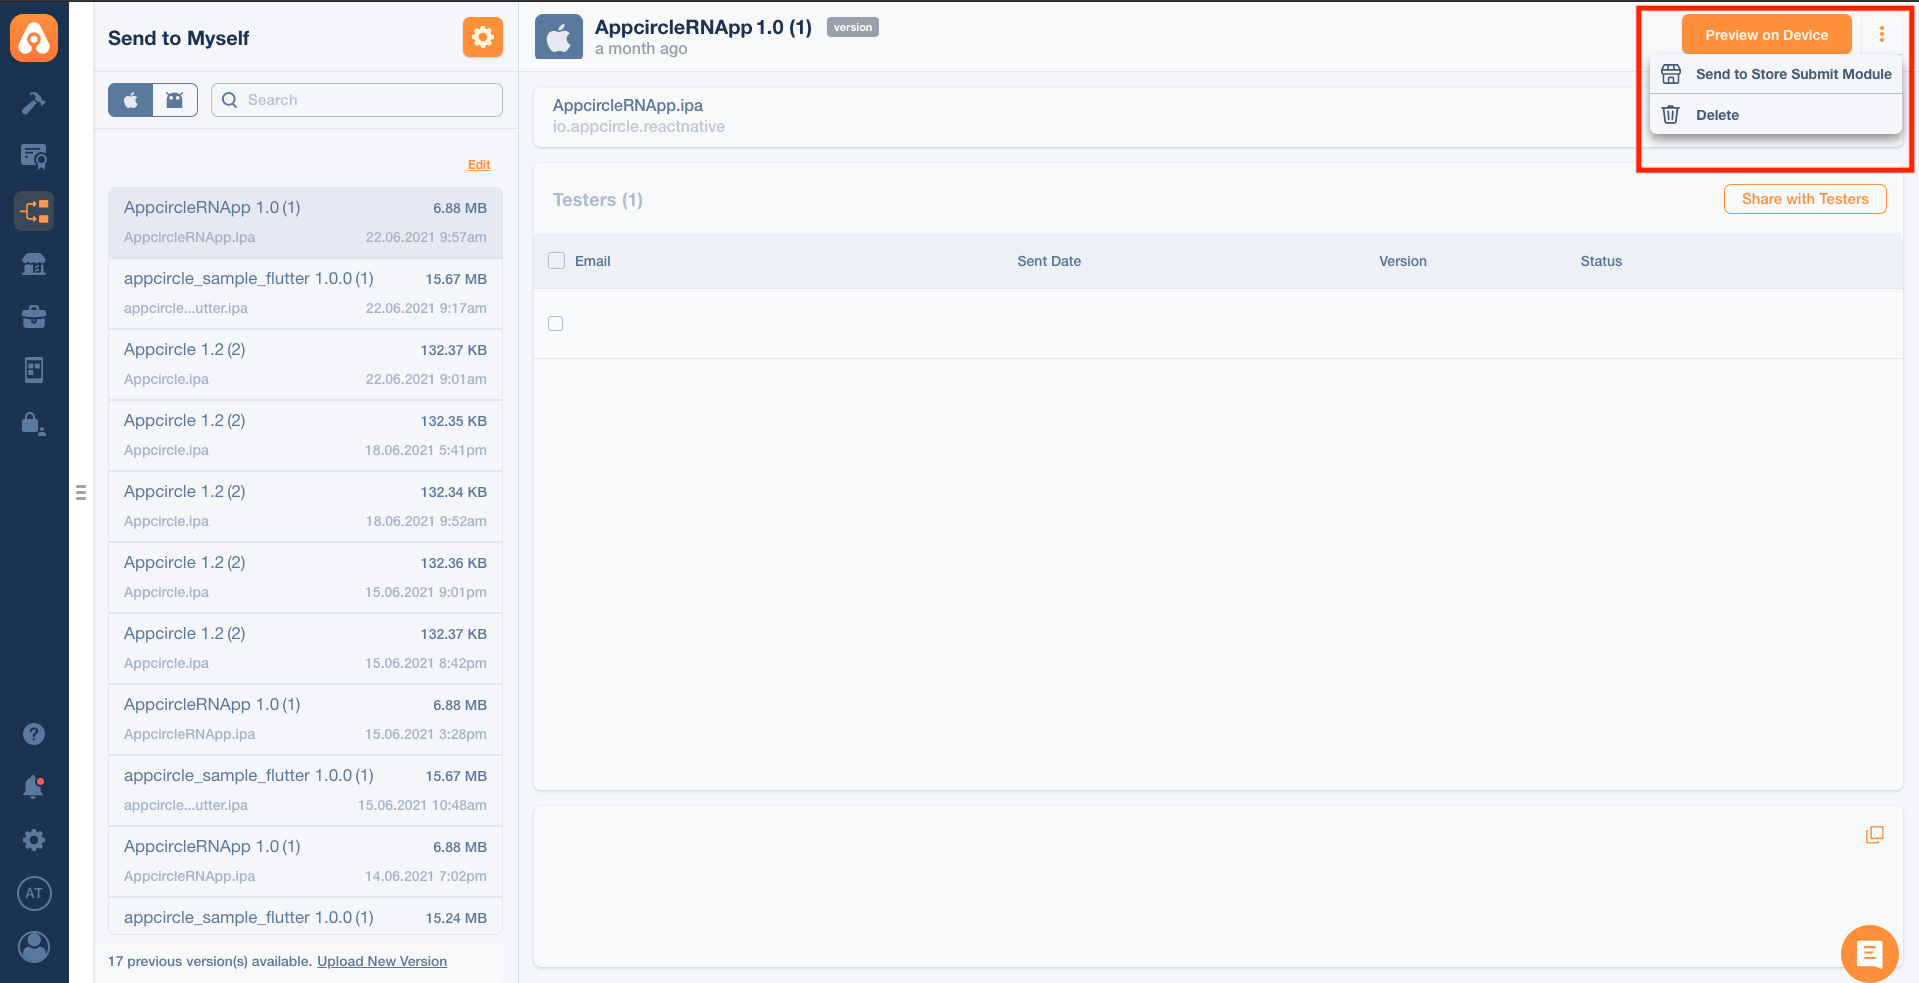 Send to Myself
Search
Edit
AppcircleRNApp 1.0 (1) 6.88 MB
AppcircleRNApp.ipa 22.06.2021 9:57am
appcircle_sample_flutter 1.0.0 (1) 15.67 MB
appcircle...utter.ipa 22.06.2021 9:17am
Appcircle 1.2 (2) 132.37 KB
Appcircle.ipa 22.06.2021 9:01am
Appcircle 1.2 (2) 132.35 KB
Appcircle.ipa 18.06.2021 5:41pm
Appcircle 1.2 (2) 132.34 KB
Appcircle.ipa 18.06.2021 9:52am
Appcircle 1.2 (2) 132.36 KB
Appcircle.ipa 15.06.2021 9:01pm
Appcircle 1.2 (2) 132.37 KB
Appcircle.ipa 15.06.2021 8:42pm
AppcircleRNApp 1.0 (1) 6.88 MB
AppcircleRNApp.ipa 15.06.2021 3:28pm
appcircle_sample_flutter 1.0.0 (1) 15.67 MB
appcircle...utter.ipa 15.06.2021 10:48am
AppcircleRNApp 1.0 (1) 6.88 MB
AppcircleRNApp.ipa 14.06.2021 7:02pm
appcircle_sample_flutter 1.0.0 (1) 15.24 MB
17 previous version(s) available. Upload New Version
AT
AppcircleRNApp 1.0 (1) version
a month ago
Preview on Device
Send to Store Submit Module
Delete
AppcircleRNApp.ipa
io.appcircle.reactnative
Testers (1)
Share with Testers
Email Sent Date Version Status